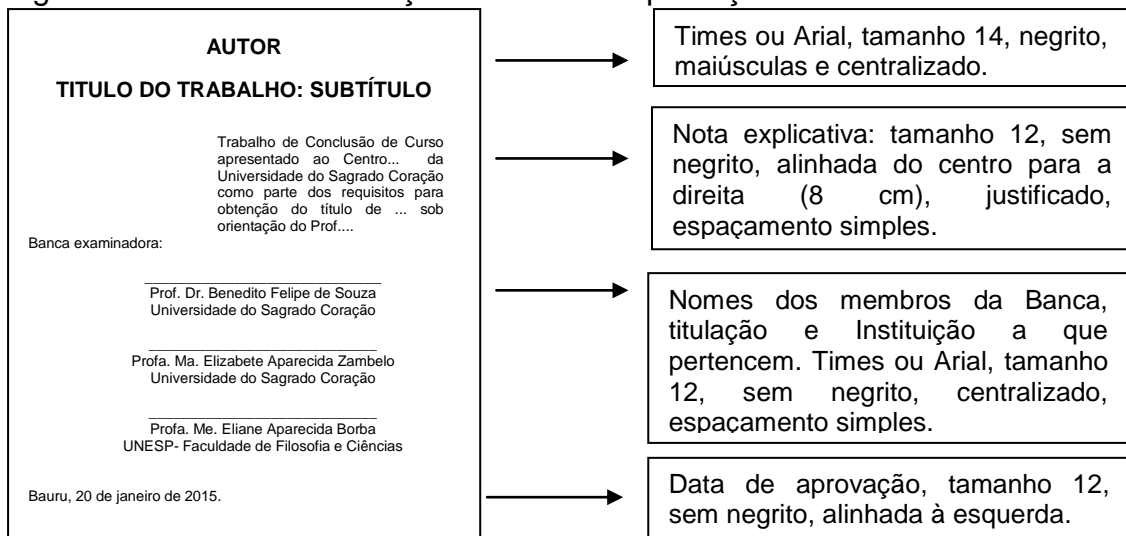 AUTOR
TITULO DO TRABALHO: SUBTÍTULO
Trabalho de Conclusão de Curso
apresentado ao Centro... da
Universidade do Sagrado Coração
como parte dos requisitos para
obtenção do título de ... sob
orientação do Prof....
Banca examinadora:
Prof. Dr. Benedito Felipe de Souza
Universidade do Sagrado Coração
Profa. Ma. Elizabete Aparecida Zambelo
Universidade do Sagrado Coração
Profa. Me. Eliane Aparecida Borba
UNESP- Faculdade de Filosofia e Ciências
Bauru, 20 de janeiro de 2015.
Times ou Arial, tamanho 14, negrito,
maiúsculas e centralizado.
Nota explicativa: tamanho 12, sem
negrito, alinhada do centro para a
direita (8 cm), justificado,
espaçamento simples.
Nomes dos membros da Banca,
titulação e Instituição a que
pertencem. Times ou Arial, tamanho
12, sem negrito, centralizado,
espaçamento simples.
Data de aprovação, tamanho 12,
sem negrito, alinhada à esquerda.